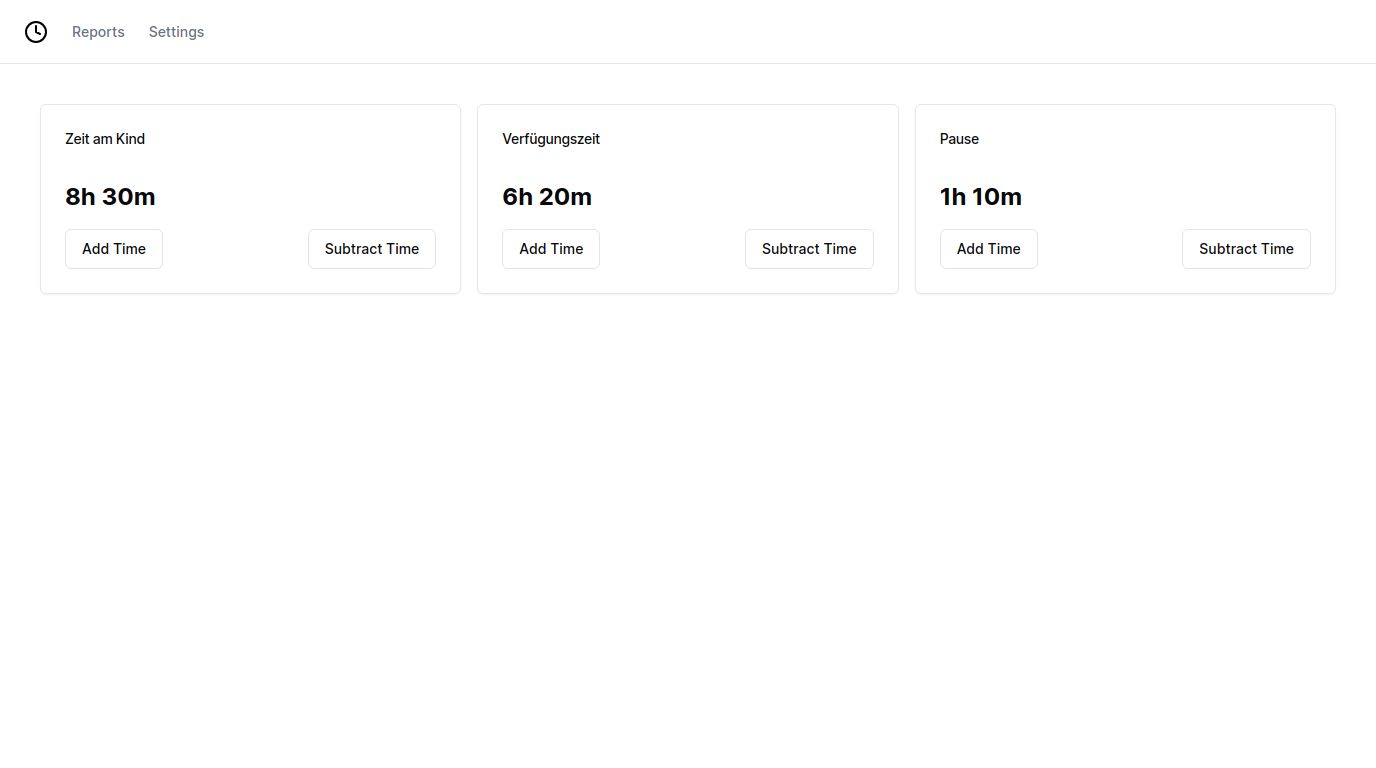 Reports Settings
Zeit am Kind
8h 30m
Add Time Subtract Time
Verfügungszeit
6h 20m
Add Time Subtract Time
Pause
1h 10m
Add Time Subtract Time